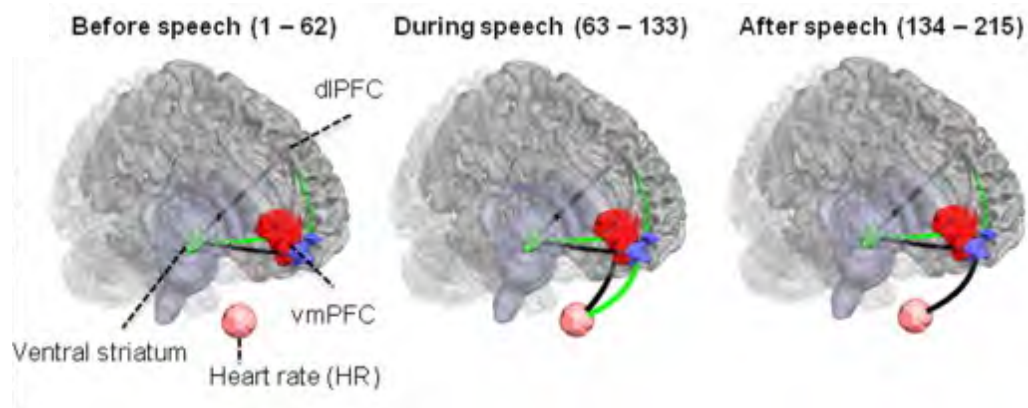 Before speech (1 – 62) During speech (63 – 133) After speech (134 – 215)
dlPFC
vmPFC
Ventral striatum
Heart rate (HR)